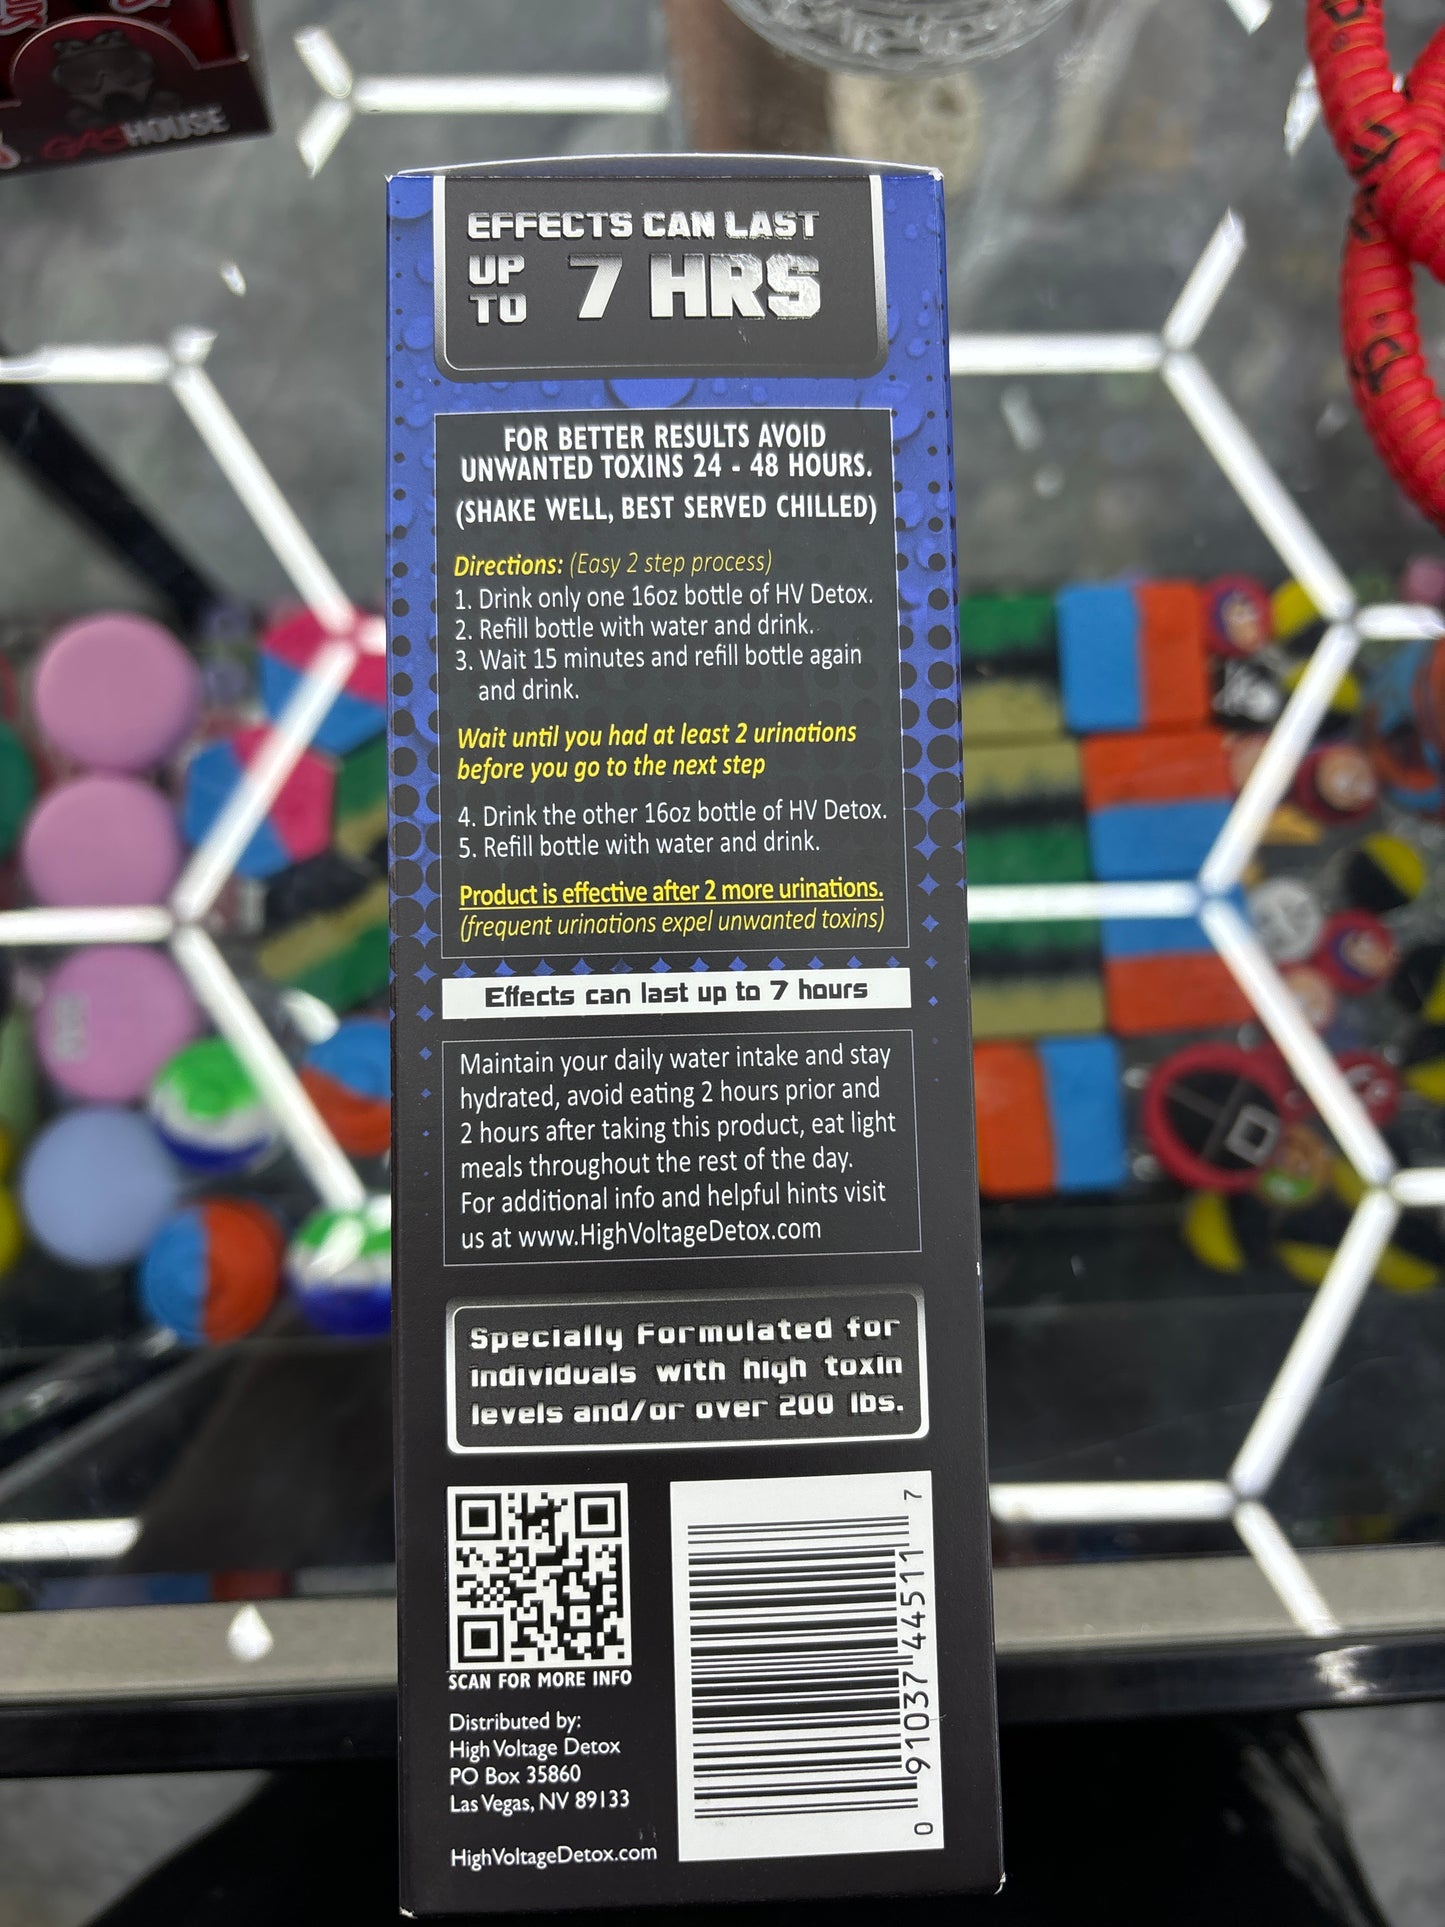 GASHOUSE
EFFECTS CAN LAST
UP
TO 7 HRS
FOR BETTER RESULTS AVOID
UNWANTED TOXINS 24 - 48 HOURS.
(SHAKE WELL, BEST SERVED CHILLED)
Directions: (Easy 2 step process)
1. Drink only one 16oz bottle of HV Detox.
2. Refill bottle with water and drink.
3. Wait 15 minutes and refill bottle again
and drink.
Wait until you had at least 2 urinations
before you go to the next step
4. Drink the other 16oz bottle of HV Detox.
5. Refill bottle with water and drink.
Product is effective after 2 more urinations.
(frequent urinations expel unwanted toxins)
Effects can last up to 7 hours
Maintain your daily water intake and stay
hydrated, avoid eating 2 hours prior and
2 hours after taking this product, eat light
meals throughout the rest of the day.
For additional info and helpful hints visit
us at www.HighVoltageDetox.com
Specially Formulated for
individuals with high toxin
levels and/or over 200 lbs.
SCAN FOR MORE INFO
Distributed by:
High Voltage Detox
PO Box 35860
Las Vegas, NV 89133
HighVoltageDetox.com
0 91037 44511 7